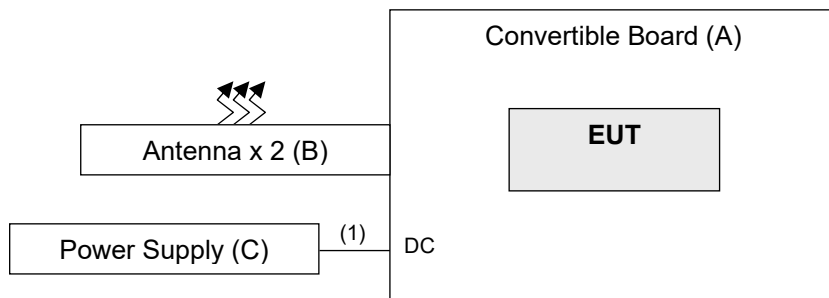 Convertible Board (A)
EUT
Antenna x 2 (B)
(1)
Power Supply (C)
DC